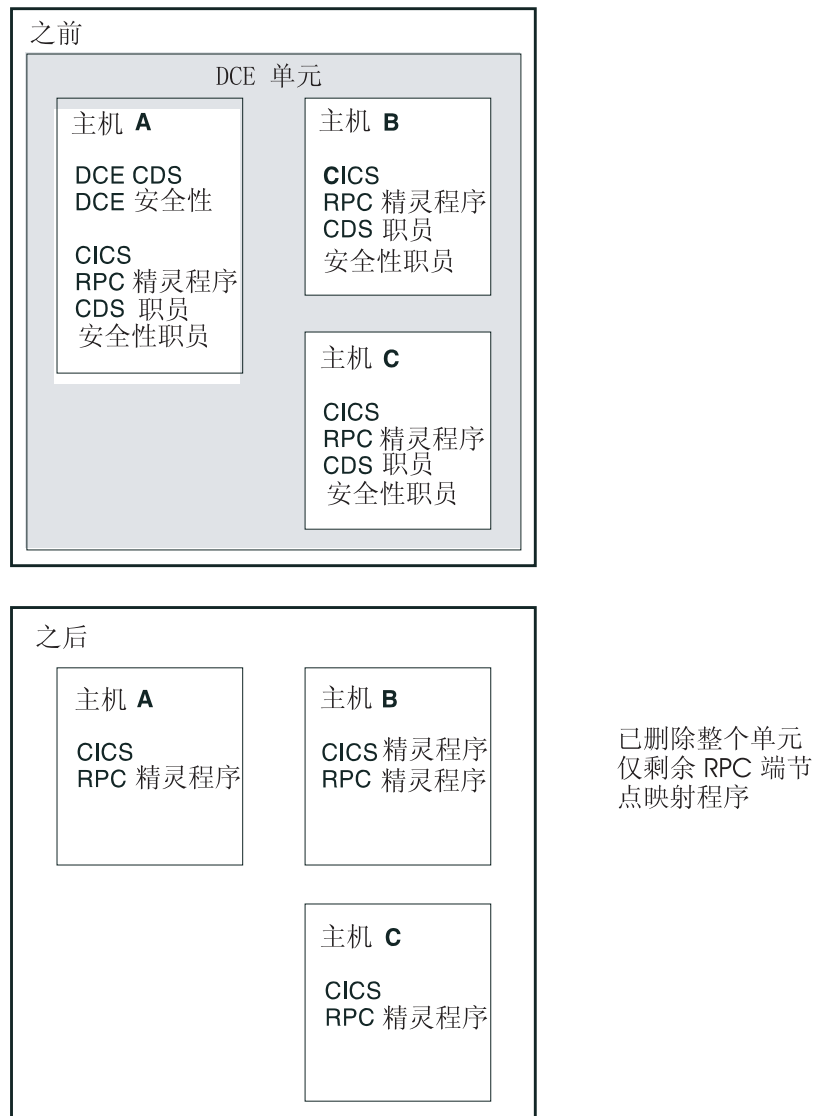 之前
DCE 单元
主机 A
DCE CDS
DCE 安全性
CICS
RPC 精灵程序
CDS 职员
安全性职员
主机 B
CICS
RPC 精灵程序
CDS 职员
安全性职员
主机 C
CICS
RPC 精灵程序
CDS 职员
安全性职员
之后
主机 A
CICS
RPC 精灵程序
主机 B
CICS 精灵程序
RPC 精灵程序
主机 C
CICS
RPC 精灵程序
已删除整个单元
仅剩余 RPC 端节
点映射程序